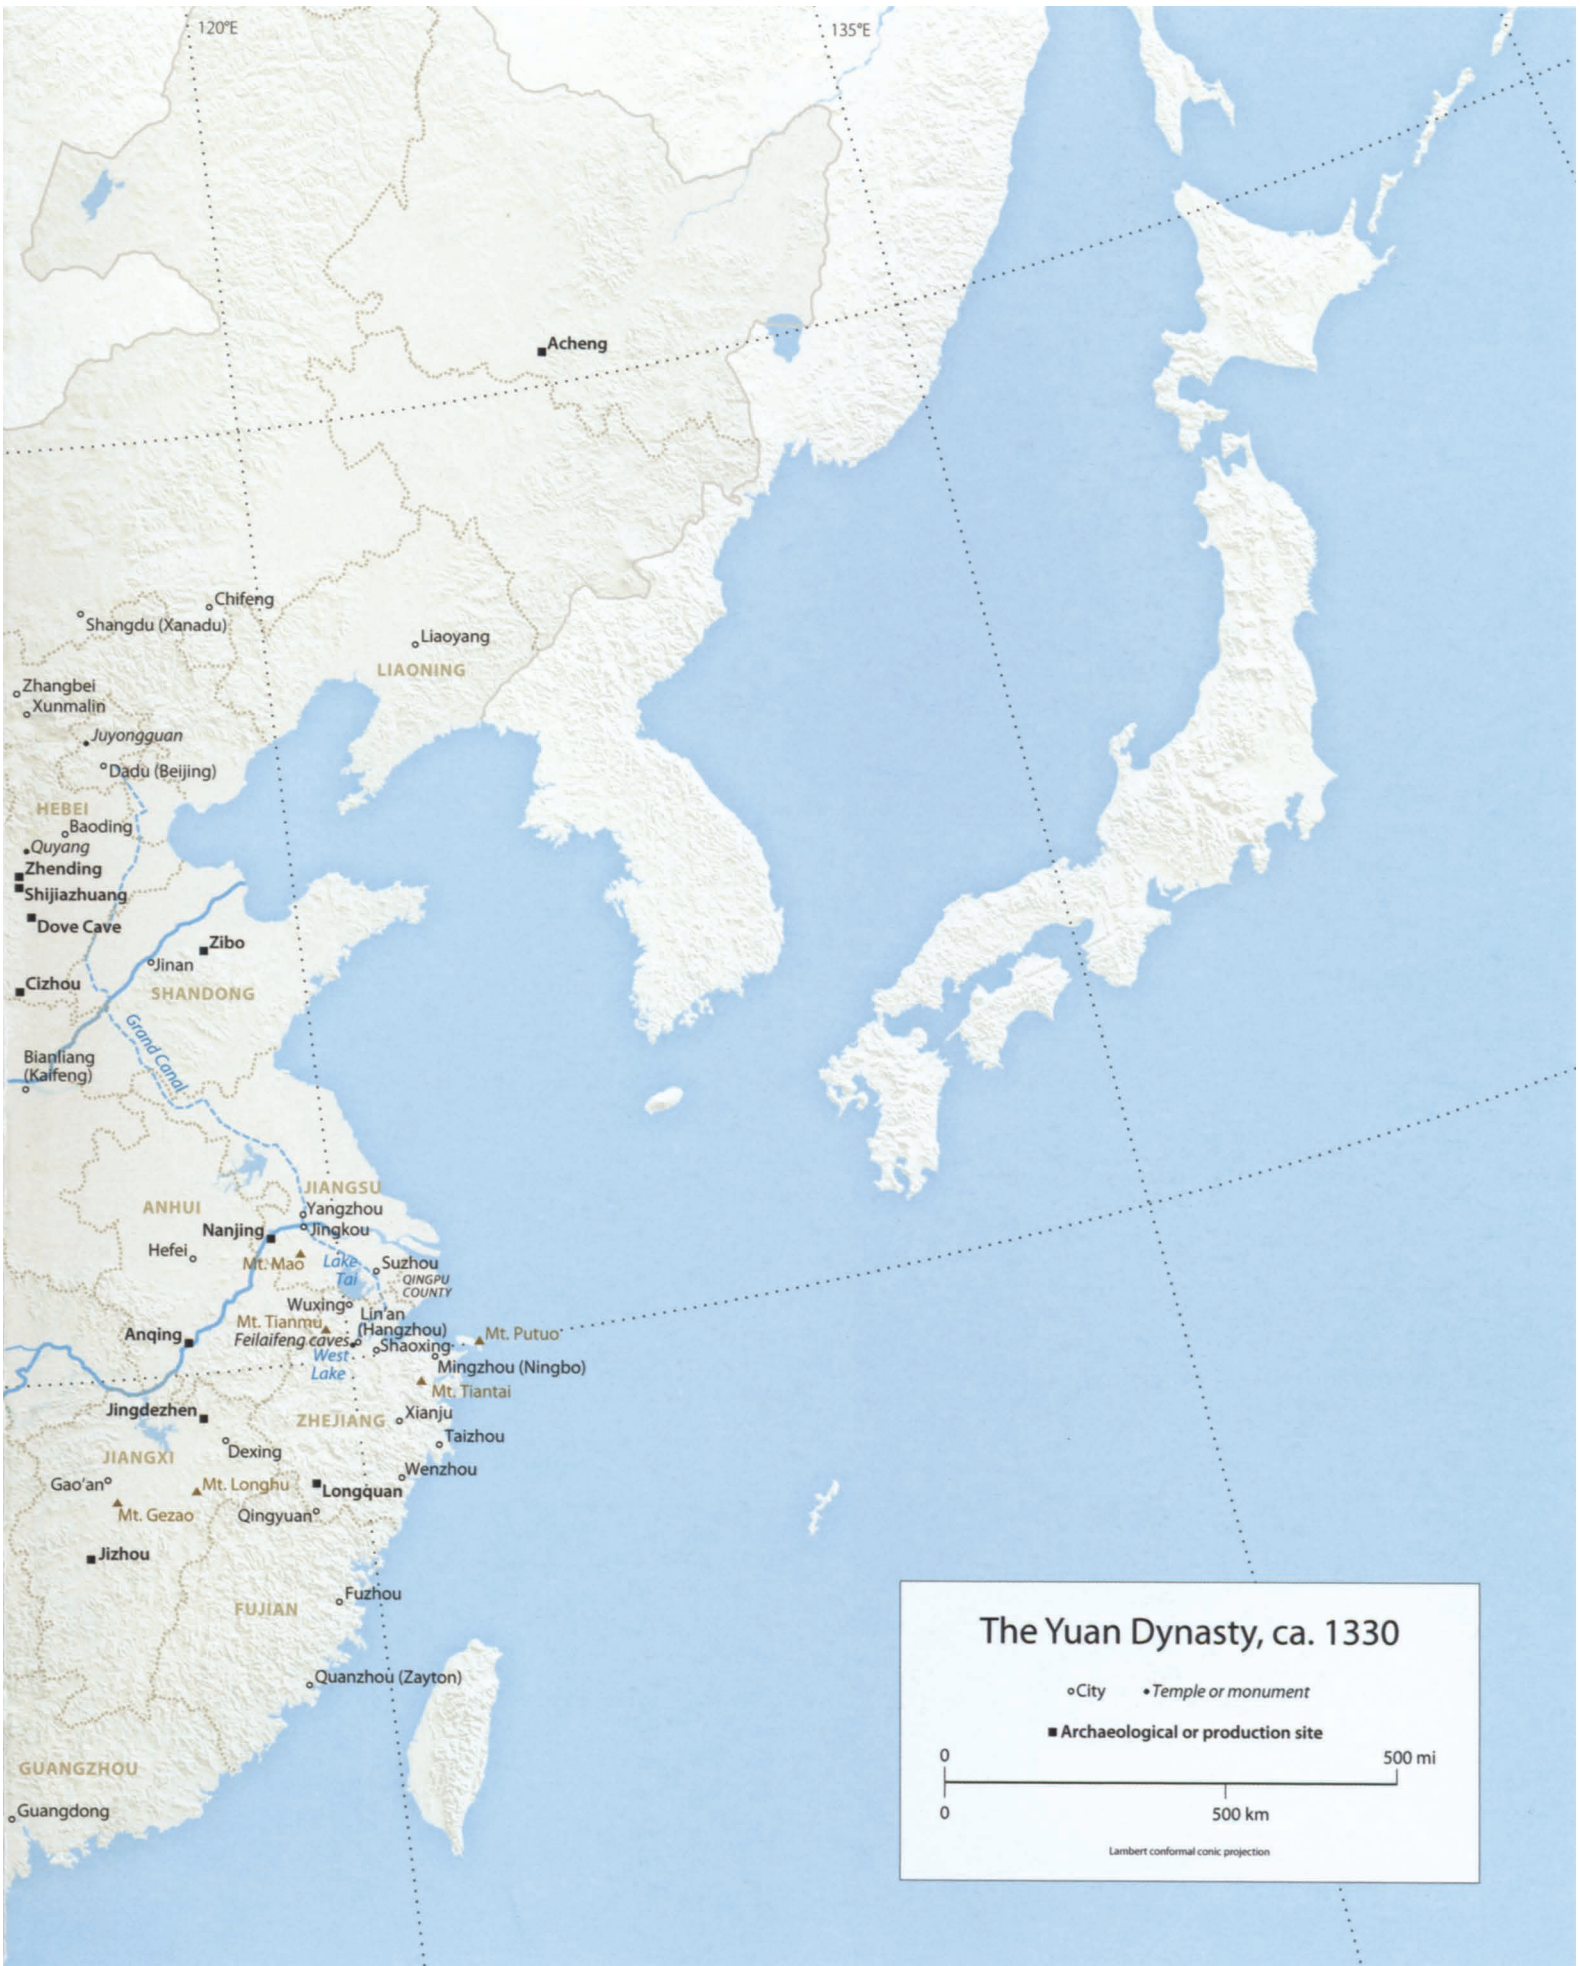 120°E
135°E
Acheng
Chifeng
Shangdu (Xanadu)
Liaoyang
LIAONING
Zhangbei
Xunmalin
Juyongguan
Dadu (Beijing)
HEBEI
Baoding
Quyang
Zhending
Shijiazhuang
Dove Cave
Zibo
Jinan
Cizhou
SHANDONG
Grand Canal
Bianliang
(Kaifeng)
JIANGSU
ANHUI
Yangzhou
Nanjing
Jingkou
Hefei
Mt. Mao
Lake
Tai
Suzhou
QINGPU
COUNTY
Wuxing
Lin'an
(Hangzhou)
Mt. Tianmu
Anqing
Feilaifeng caves
Shaoxing
Mt. Putuo
West
Lake
Mingzhou (Ningbo)
Mt. Tiantai
Jingdezhen
ZHEJIANG
Xianju
Taizhou
Dexing
JIANGXI
Wenzhou
Gao'an
Mt. Longhu
Longquan
Mt. Gezao
Qingyuan
Jizhou
Fuzhou
FUJIAN
Quanzhou (Zayton)
GUANGZHOU
Guangdong
The Yuan Dynasty, ca. 1330
City
Temple or monument
Archaeological or production site
0
500 mi
0
500 km
Lambert conformal conic projection